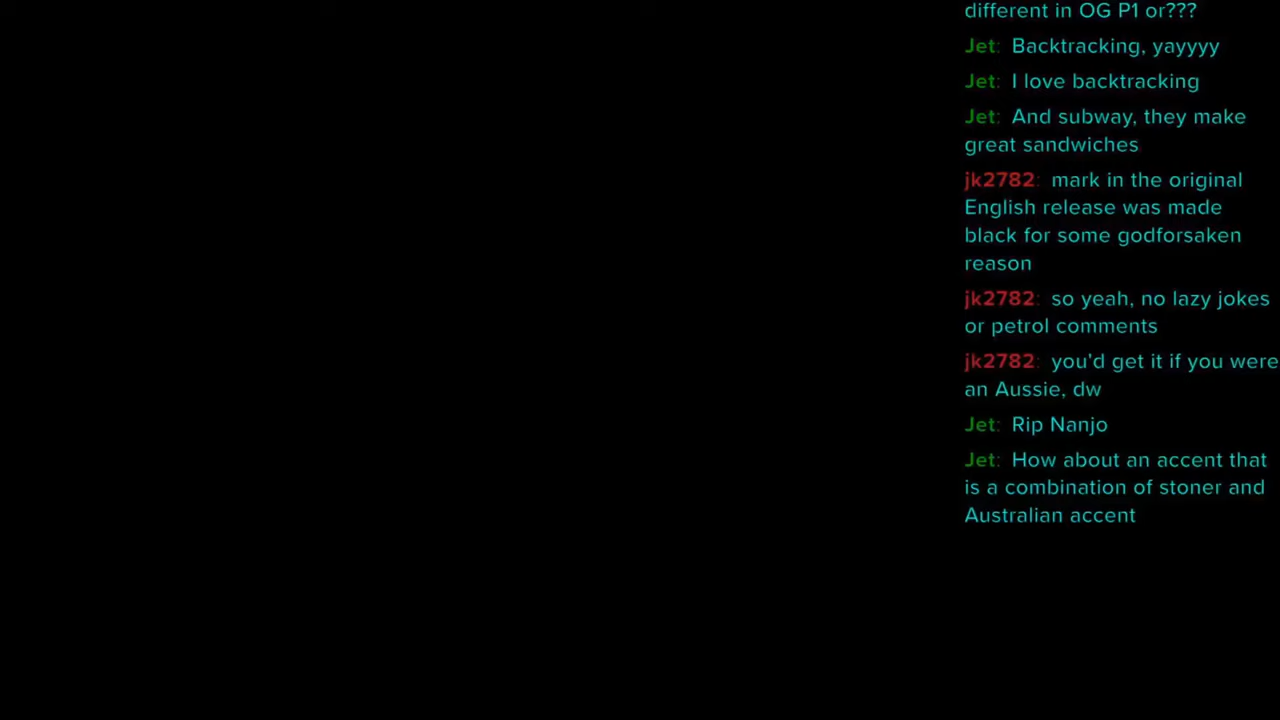 different in OG P1 or???
Jet: Backtracking, yayyyy
Jet: I love backtracking
Jet: And subway, they make
great sandwiches
jk2782: mark in the original
English release was made
black for some godforsaken
reason
jk2782: so yeah, no lazy jokes
or petrol comments
jk2782: you'd get it if you were
an Aussie, dw
Jet: Rip Nanjo
Jet: How about an accent that
is a combination of stoner and
Australian accent